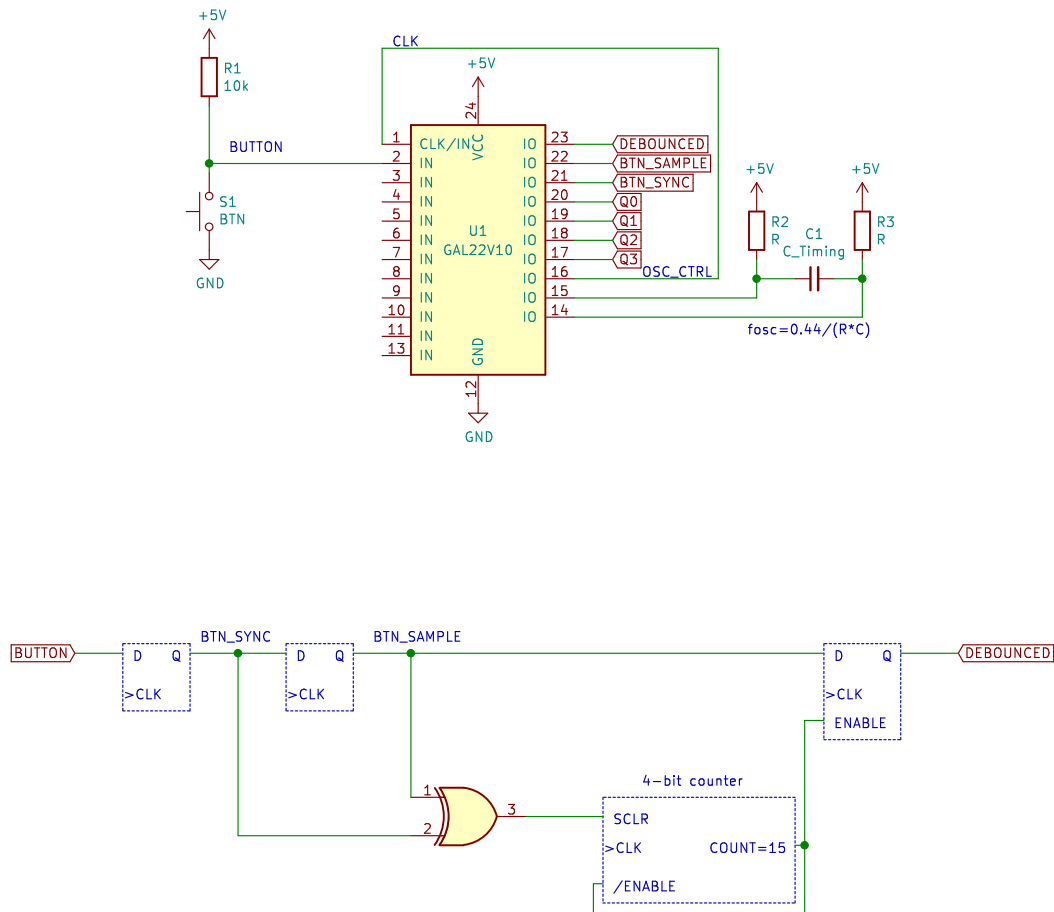 +5V
R1
10k
BUTTON
S1
BTN
GND
CLK
+5V
24
1 CLK/IN
2 IN
3 IN
4 IN
5 IN
6 IN
7 IN
8 IN
9 IN
10 IN
11 IN
13 IN
VCC
U1
GAL22V10
GND
12
GND
IO 23 DEBOUNCED
IO 22 BTN_SAMPLE
IO 21 BTN_SYNC
IO 20 Q0
IO 19 Q1
IO 18 Q2
IO 17 Q3
IO 16 OSC_CTRL
IO 15
IO 14
+5V
R2
R
C1
C_Timing
+5V
R3
R
fosc=0.44/(R*C)
BUTTON
D Q
>CLK
BTN_SYNC
D Q
>CLK
BTN_SAMPLE
D Q
>CLK
ENABLE
DEBOUNCED
1
2
3
4-bit counter
SCLR
>CLK COUNT=15
/ENABLE